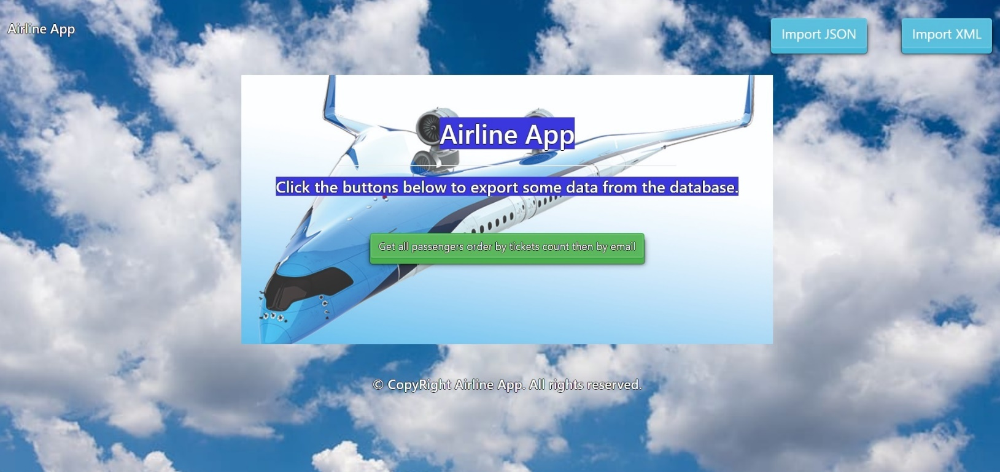 Airline App
Import JSON
Import XML
Airline App
Click the buttons below to export some data from the database.
Get all passengers order by tickets count then by email
© CopyRight Airline App. All rights reserved.